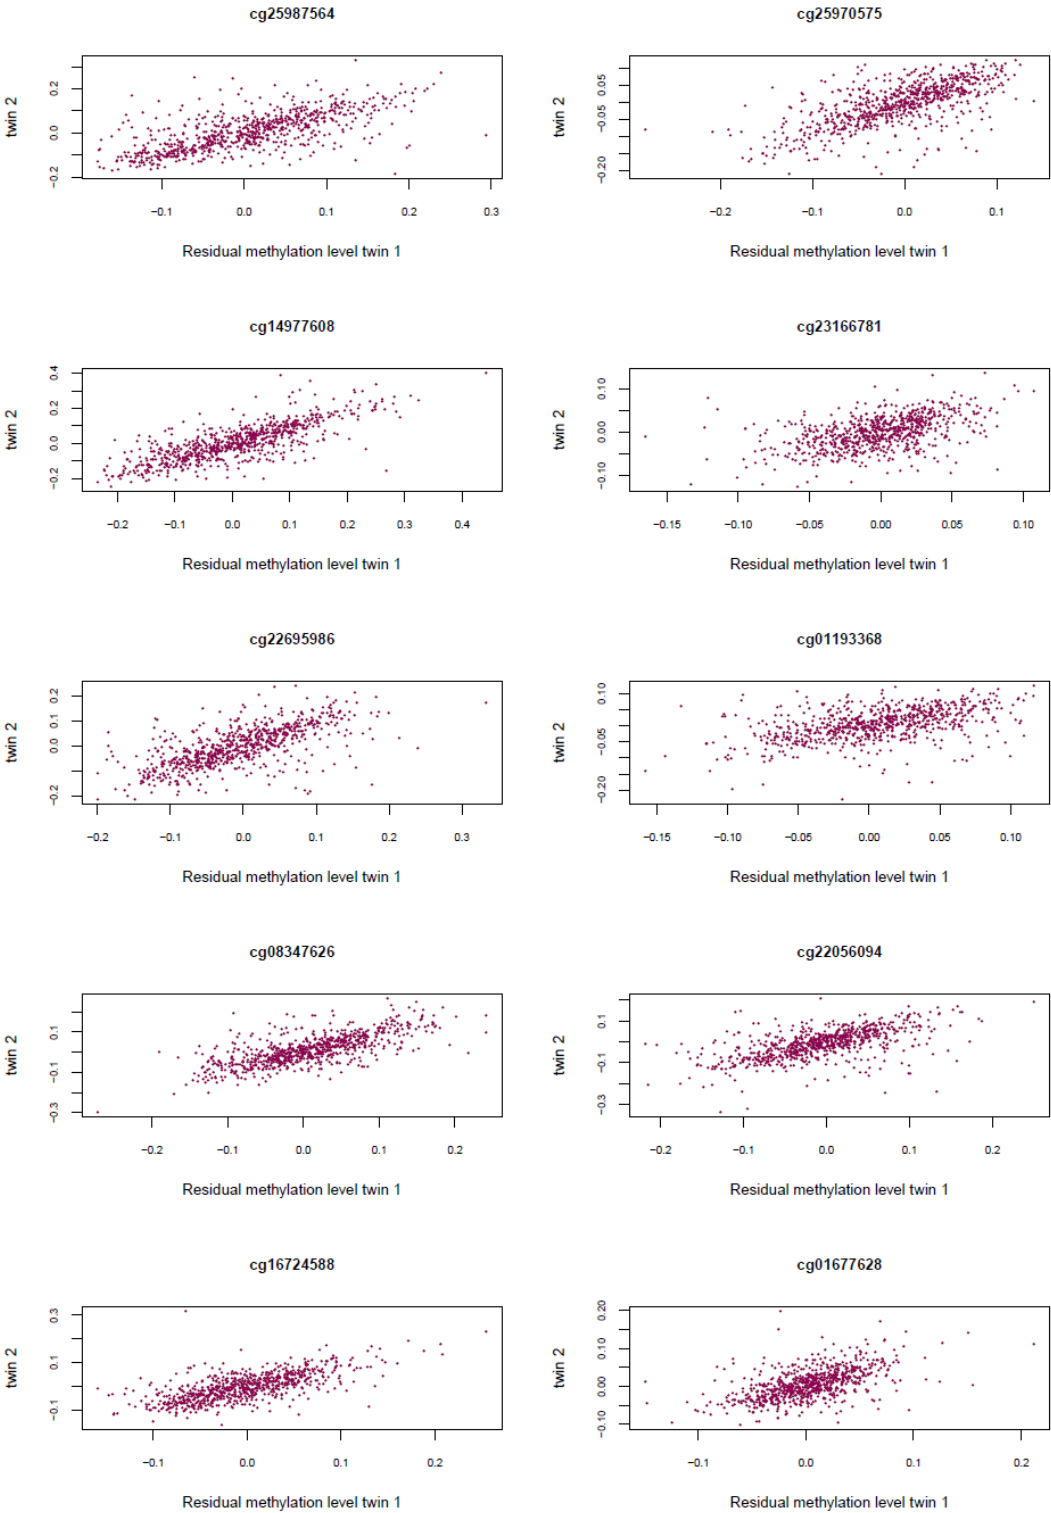 cg25987564
twin 2
0.2
0.0
−0.2
−0.1 0.0 0.1 0.2 0.3
Residual methylation level twin 1
cg25970575
twin 2
0.05
−0.05
−0.20
−0.2 −0.1 0.0 0.1
Residual methylation level twin 1
cg14977608
twin 2
0.4
0.2
0.0
−0.2
−0.2 −0.1 0.0 0.1 0.2 0.3 0.4
Residual methylation level twin 1
cg23166781
twin 2
0.10
0.00
−0.10
−0.15 −0.10 −0.05 0.00 0.05 0.10
Residual methylation level twin 1
cg22695986
twin 2
0.2
0.1
0.0
−0.2
−0.2 −0.1 0.0 0.1 0.2 0.3
Residual methylation level twin 1
cg01193368
twin 2
0.10
−0.05
−0.20
−0.15 −0.10 −0.05 0.00 0.05 0.10
Residual methylation level twin 1
cg08347626
twin 2
0.1
−0.1
−0.3
−0.2 −0.1 0.0 0.1 0.2
Residual methylation level twin 1
cg22056094
twin 2
0.1
−0.1
−0.3
−0.2 −0.1 0.0 0.1 0.2
Residual methylation level twin 1
cg16724588
twin 2
0.3
0.1
−0.1
−0.1 0.0 0.1 0.2
Residual methylation level twin 1
cg01677628
twin 2
0.20
0.10
0.00
−0.10
−0.1 0.0 0.1 0.2
Residual methylation level twin 1